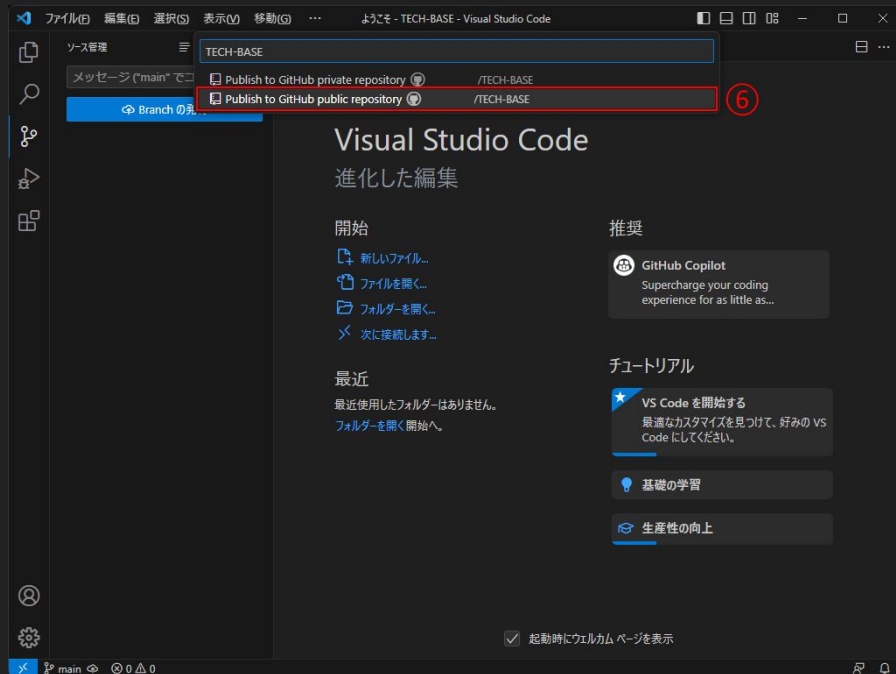 ファイル(F) 編集(E) 選択(S) 表示(V) 移動(G) … ようこそ - TECH-BASE - Visual Studio Code
ソース管理
TECH-BASE
メッセージ ("main" でコ
Publish to GitHub private repository /TECH-BASE
Publish to GitHub public repository /TECH-BASE
⑥
Branch の発
Visual Studio Code
進化した編集
開始
新しいファイル...
ファイルを開く...
フォルダーを開く...
次に接続します...
最近
最近使用したフォルダーはありません。
フォルダーを開く開始へ。
推奨
GitHub Copilot
Supercharge your coding
experience for as little as...
チュートリアル
VS Code を開始する
最適なカスタマイズを見つけて、好みの VS
Code にしてください。
基礎の学習
生産性の向上
起動時にウェルカム ページを表示
main 0 0